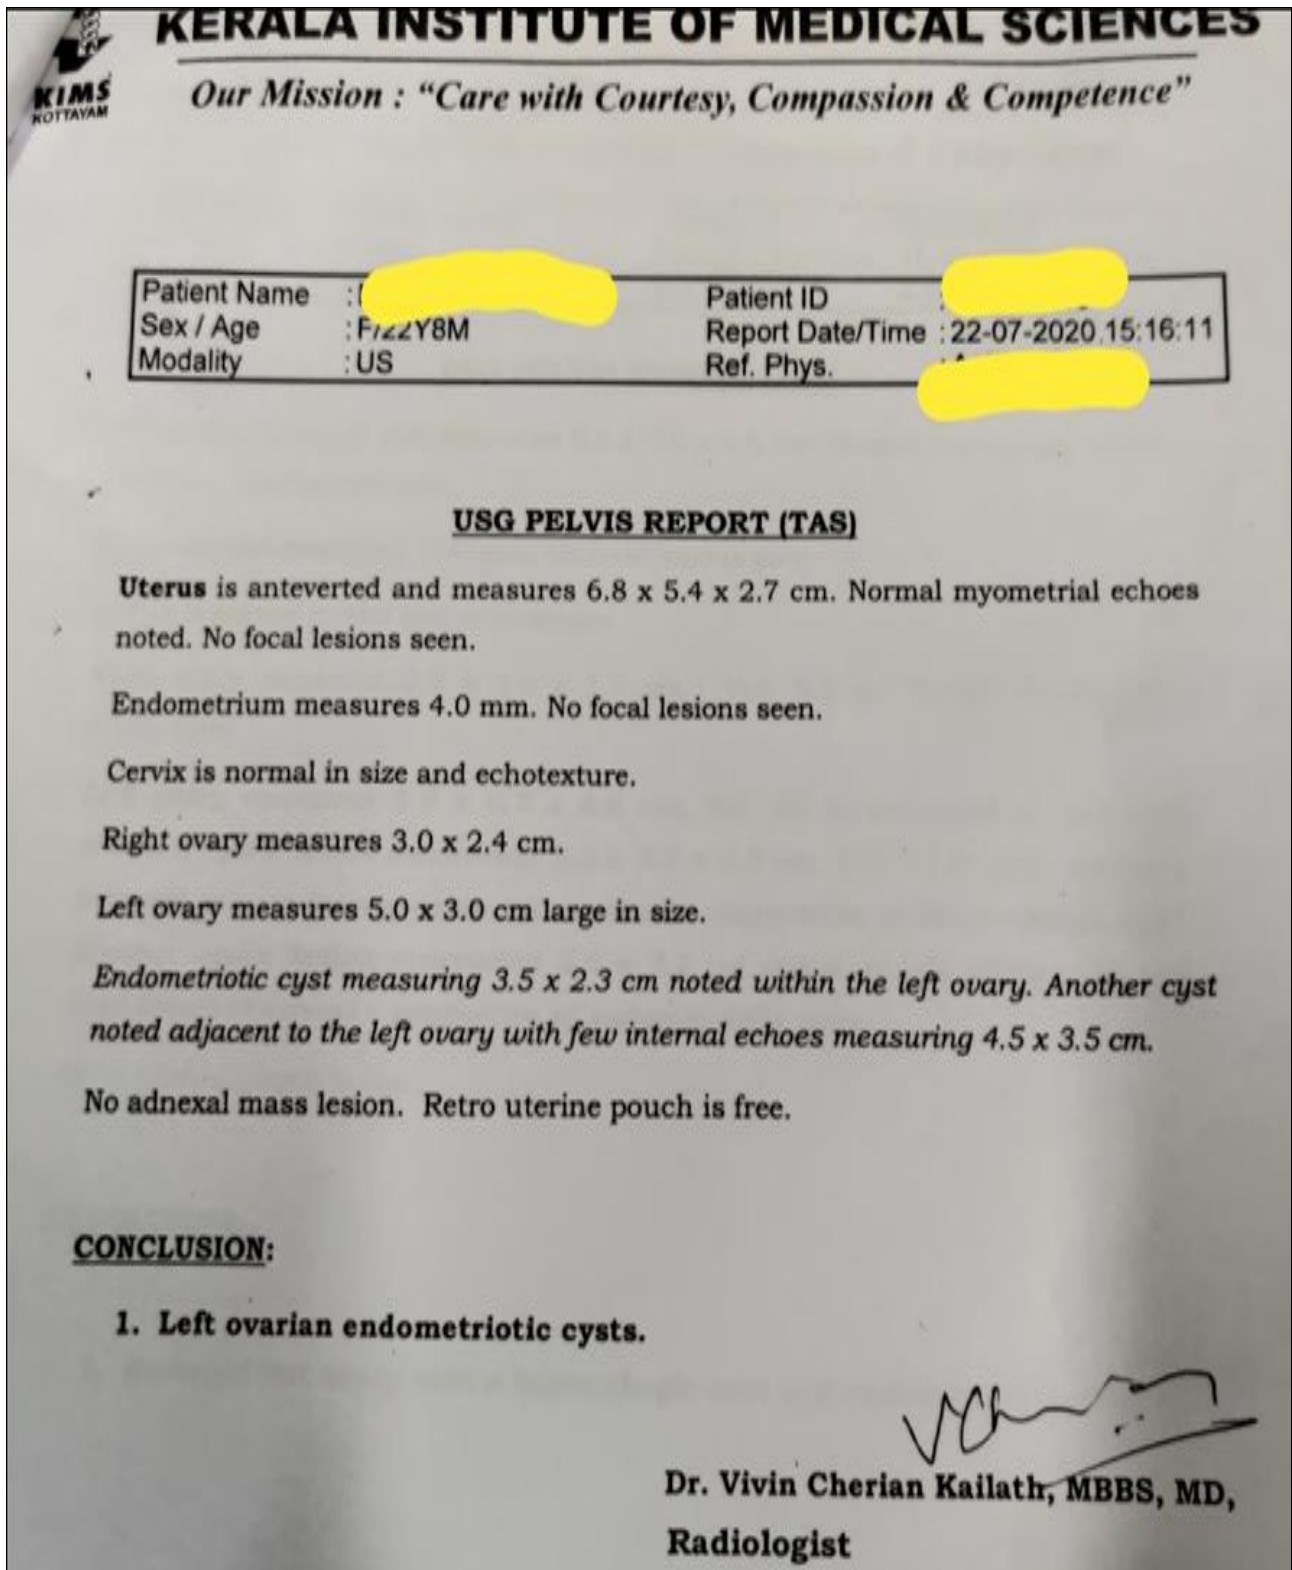 KERALA INSTITUTE OF MEDICAL SCIENCES
KIMS
KOTTAYAM
Our Mission : “Care with Courtesy, Compassion & Competence”
Patient Name : Patient ID :
Sex / Age : F/22Y8M Report Date/Time : 22-07-2020 15:16:11
Modality : US Ref. Phys. :
USG PELVIS REPORT (TAS)
Uterus is anteverted and measures 6.8 x 5.4 x 2.7 cm. Normal myometrial echoes
noted. No focal lesions seen.
Endometrium measures 4.0 mm. No focal lesions seen.
Cervix is normal in size and echotexture.
Right ovary measures 3.0 x 2.4 cm.
Left ovary measures 5.0 x 3.0 cm large in size.
Endometriotic cyst measuring 3.5 x 2.3 cm noted within the left ovary. Another cyst
noted adjacent to the left ovary with few internal echoes measuring 4.5 x 3.5 cm.
No adnexal mass lesion. Retro uterine pouch is free.
CONCLUSION:
1. Left ovarian endometriotic cysts.
Dr. Vivin Cherian Kailath, MBBS, MD,
Radiologist